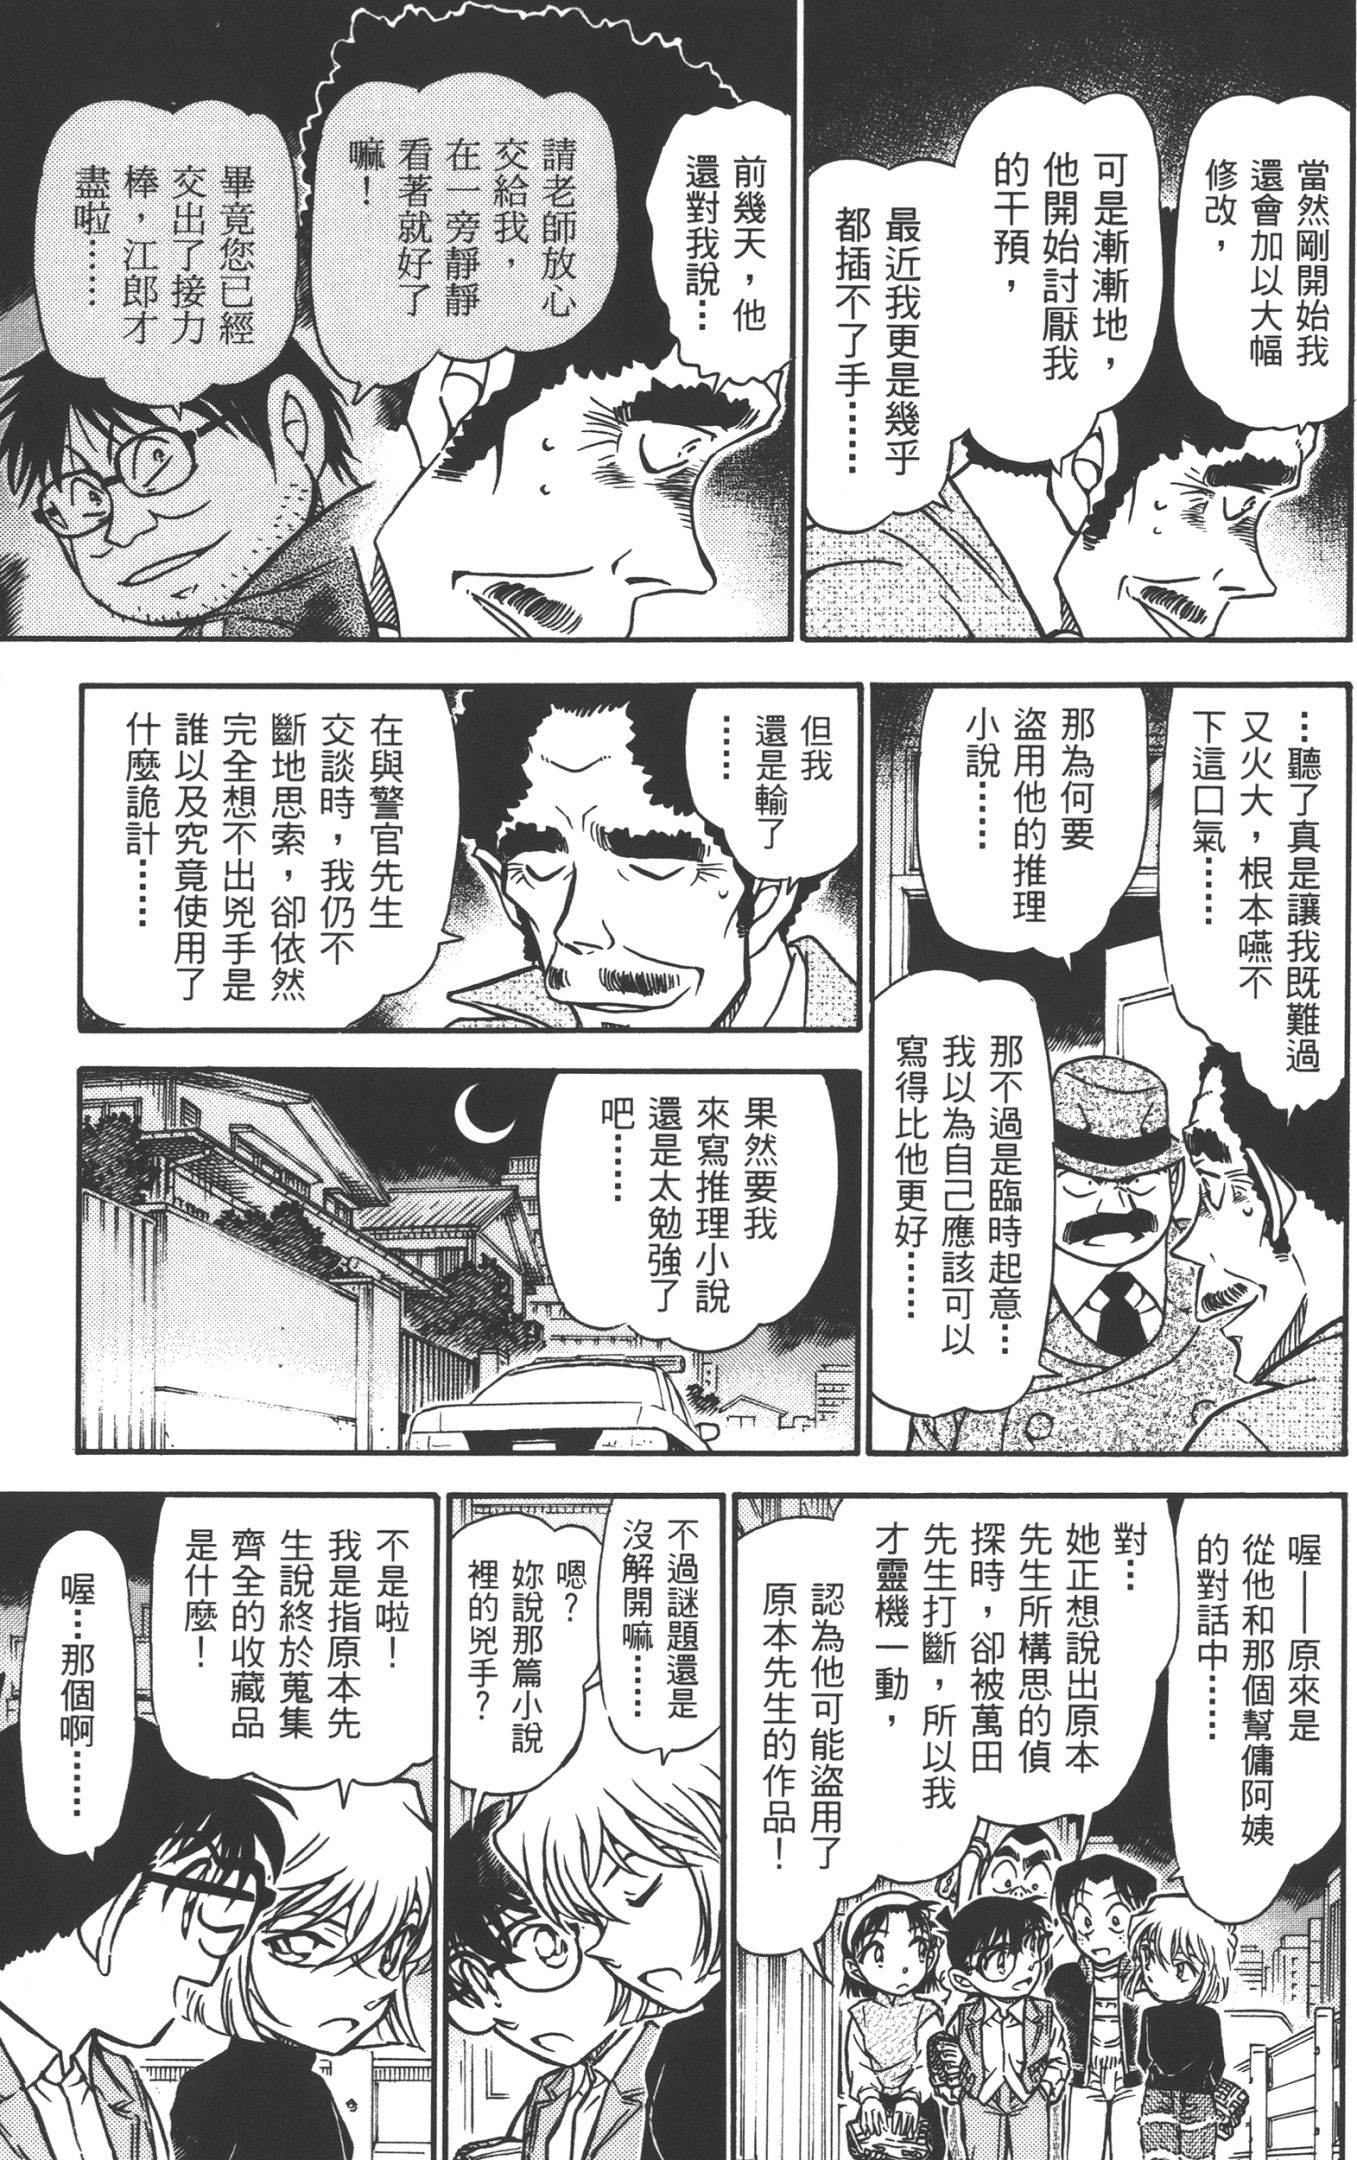 當然剛開始我
還會加以大幅
修改，
可是漸漸地，
他開始討厭我
的干預，
最近我更是幾乎
都插不了手……
前幾天，他
還對我說…
請老師放心
交給我，
在一旁靜靜
看著就好了
嘛！
畢竟您已經
交出了接力
棒，江郎才
盡啦……
…聽了真是讓我既難過
又火大，根本嚥不
下這口氣……
那為何要
盜用他的推理
小說……
那不過是臨時起意…
我以為自己應該可以
寫得比他更好……
但我
還是輸了
……
在與警官先生
交談時，我仍不
斷地思索，卻依然
完全想不出兇手是
誰以及究竟使用了
什麼詭計……
果然要我
來寫推理小說
還是太勉強了
吧……
喔──原來是
從他和那個幫傭阿姨
的對話中……
對…
她正想說出原本
先生所構思的偵
探時，卻被萬田
先生打斷，所以我
才靈機一動，
認為他可能盜用了
原本先生的作品！
不過謎題還是
沒解開嘛……
嗯？
妳說那篇小說
裡的兇手？
不是啦！
我是指原本先
生說終於蒐集
齊全的收藏品
是什麼！
喔…那個啊……